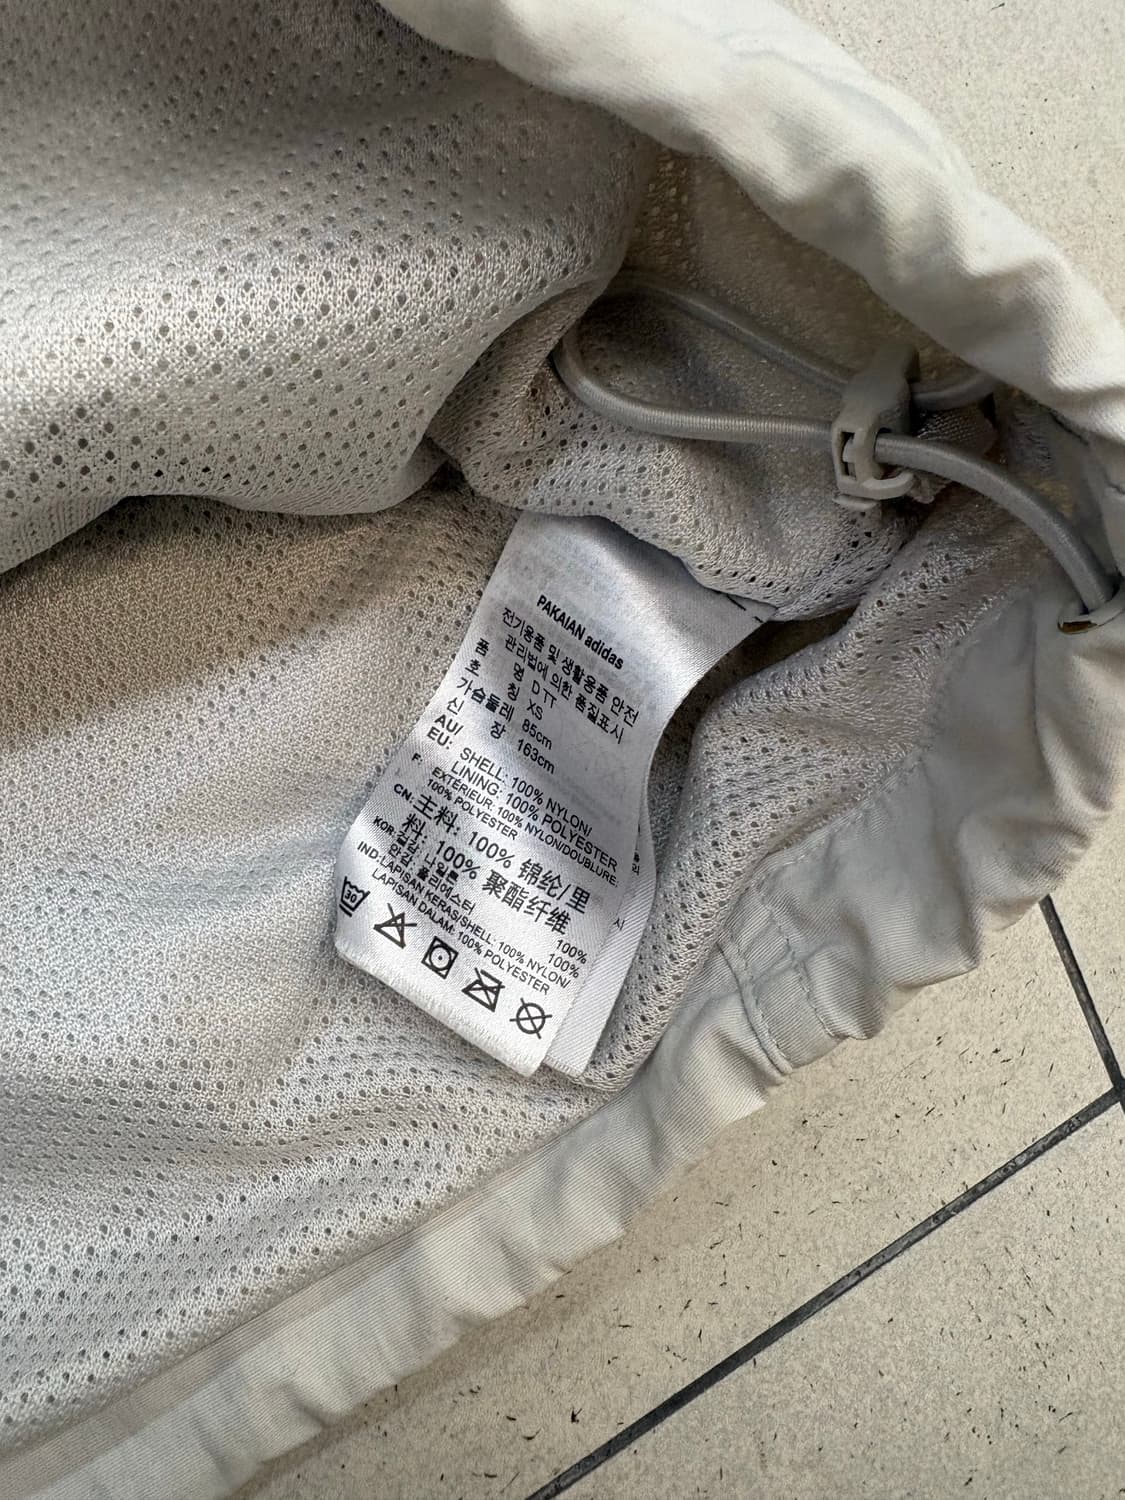 PAKAIAN adidas
전기용품 및 생활용품 안전
관리법에 의한 품질표시
품 명 DTT
호 칭 XS
가슴둘레 85cm
신 장 163cm
AU/
EU: SHELL: 100% NYLON/
LINING: 100% POLYESTER
F: EXTÉRIEUR: 100% NYLON/DOUBLURE:
100% POLYESTER
CN: 主料: 100% 锦纶/里
料: 100% 聚酯纤维
KOR: 겉감: 나일론 100%
안감: 폴리에스터 100%
IND:LAPISAN KERAS/SHELL: 100% NYLON/
LAPISAN DALAM: 100% POLYESTER
30